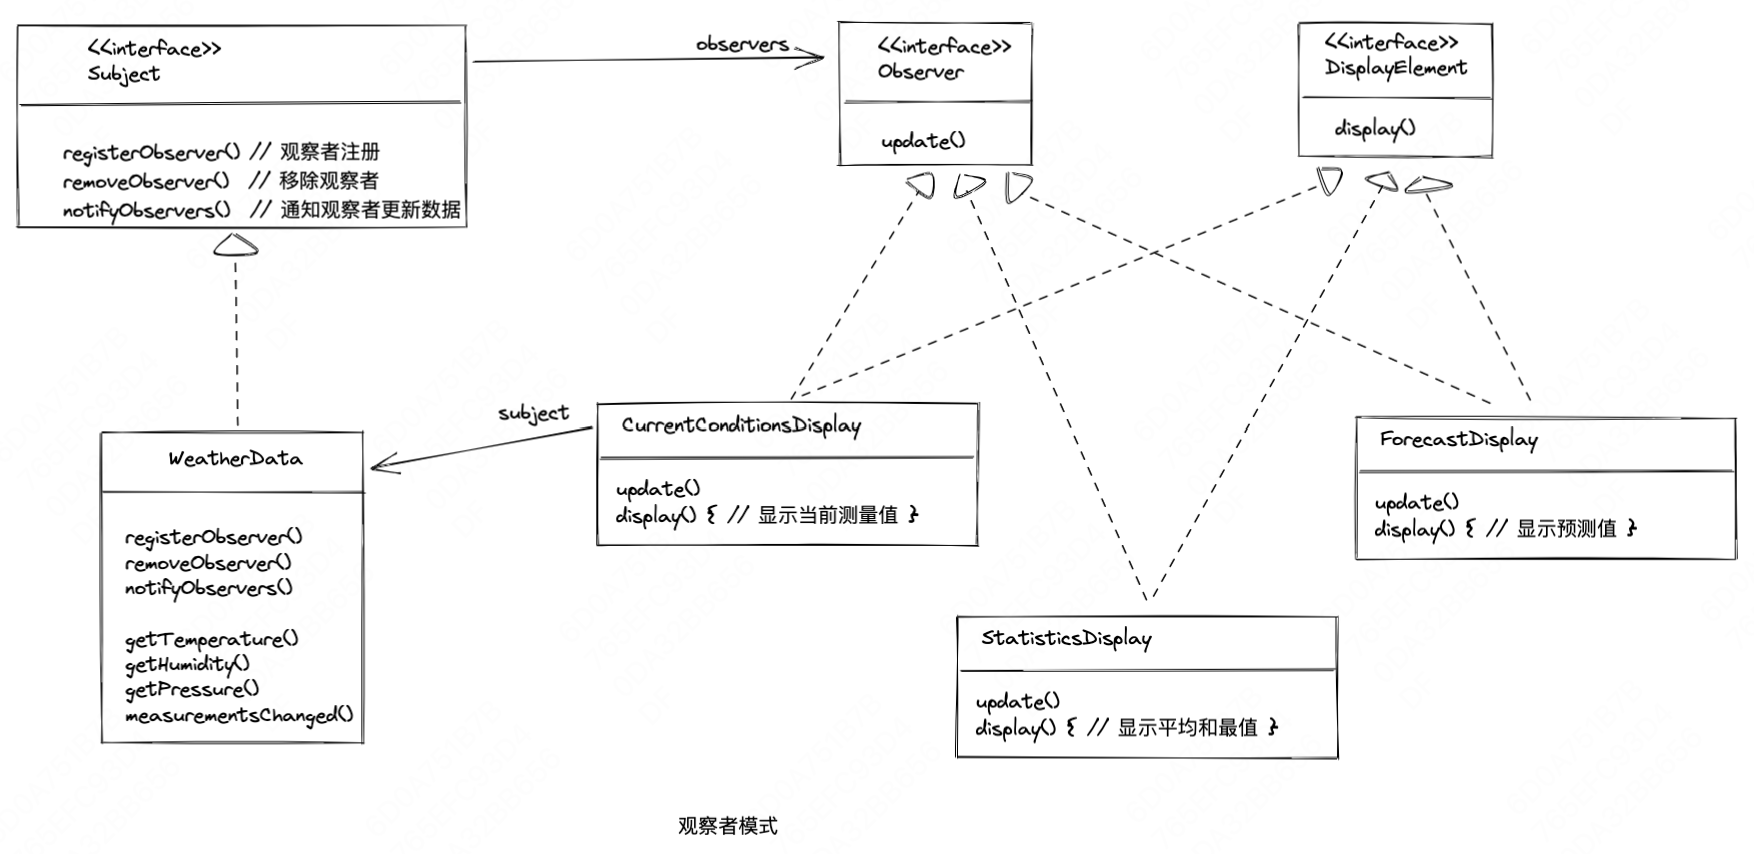 <<interface>>
Subject
registerObserver() // 观察者注册
removeObserver() // 移除观察者
notifyObservers() // 通知观察者更新数据
observers
<<interface>>
Observer
update()
<<interface>>
DisplayElement
display()
WeatherData
registerObserver()
removeObserver()
notifyObservers()
getTemperature()
getHumidity()
getPressure()
measurementsChanged()
subject
CurrentConditionsDisplay
update()
display() { // 显示当前测量值 }
ForecastDisplay
update()
display() { // 显示预测值 }
StatisticsDisplay
update()
display() { // 显示平均和最值 }
观察者模式